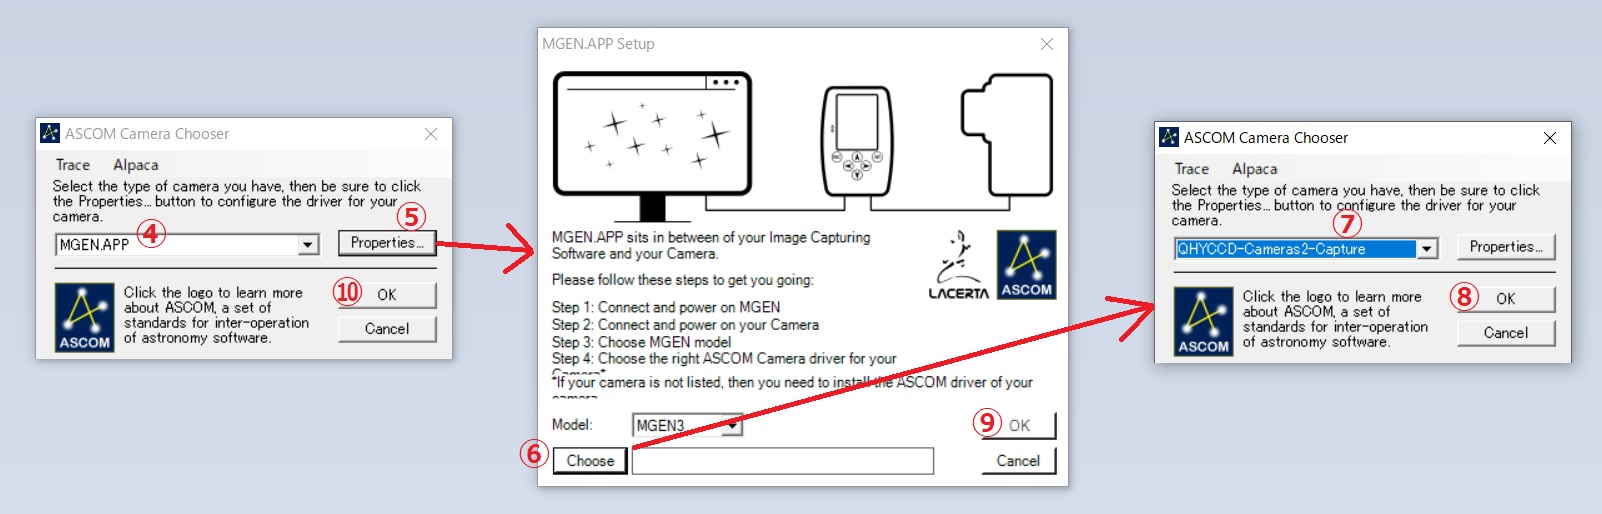 ASCOM Camera Chooser
Trace Alpaca
Select the type of camera you have, then be sure to click
the Properties... button to configure the driver for your
camera.
④
⑤
MGEN.APP
Properties...
⑩
OK
Click the logo to learn more
about ASCOM, a set of
standards for inter-operation
of astronomy software.
Cancel
ASCOM
MGEN.APP Setup
ESC
SET
MGEN.APP sits in between of your Image Capturing
Software and your Camera.
Please follow these steps to get you going:
LACERTA
ASCOM
Step 1: Connect and power on MGEN
Step 2: Connect and power on your Camera
Step 3: Choose MGEN model
Step 4: Choose the right ASCOM Camera driver for your
Camera*
*If your camera is not listed, then you need to install the ASCOM driver of your
camera
Model:
MGEN3
⑨
OK
⑥
Choose
Cancel
ASCOM Camera Chooser
Trace Alpaca
Select the type of camera you have, then be sure to click
the Properties... button to configure the driver for your
camera.
⑦
QHYCCD-Cameras2-Capture
Properties...
⑧
OK
Click the logo to learn more
about ASCOM, a set of
standards for inter-operation
of astronomy software.
Cancel
ASCOM